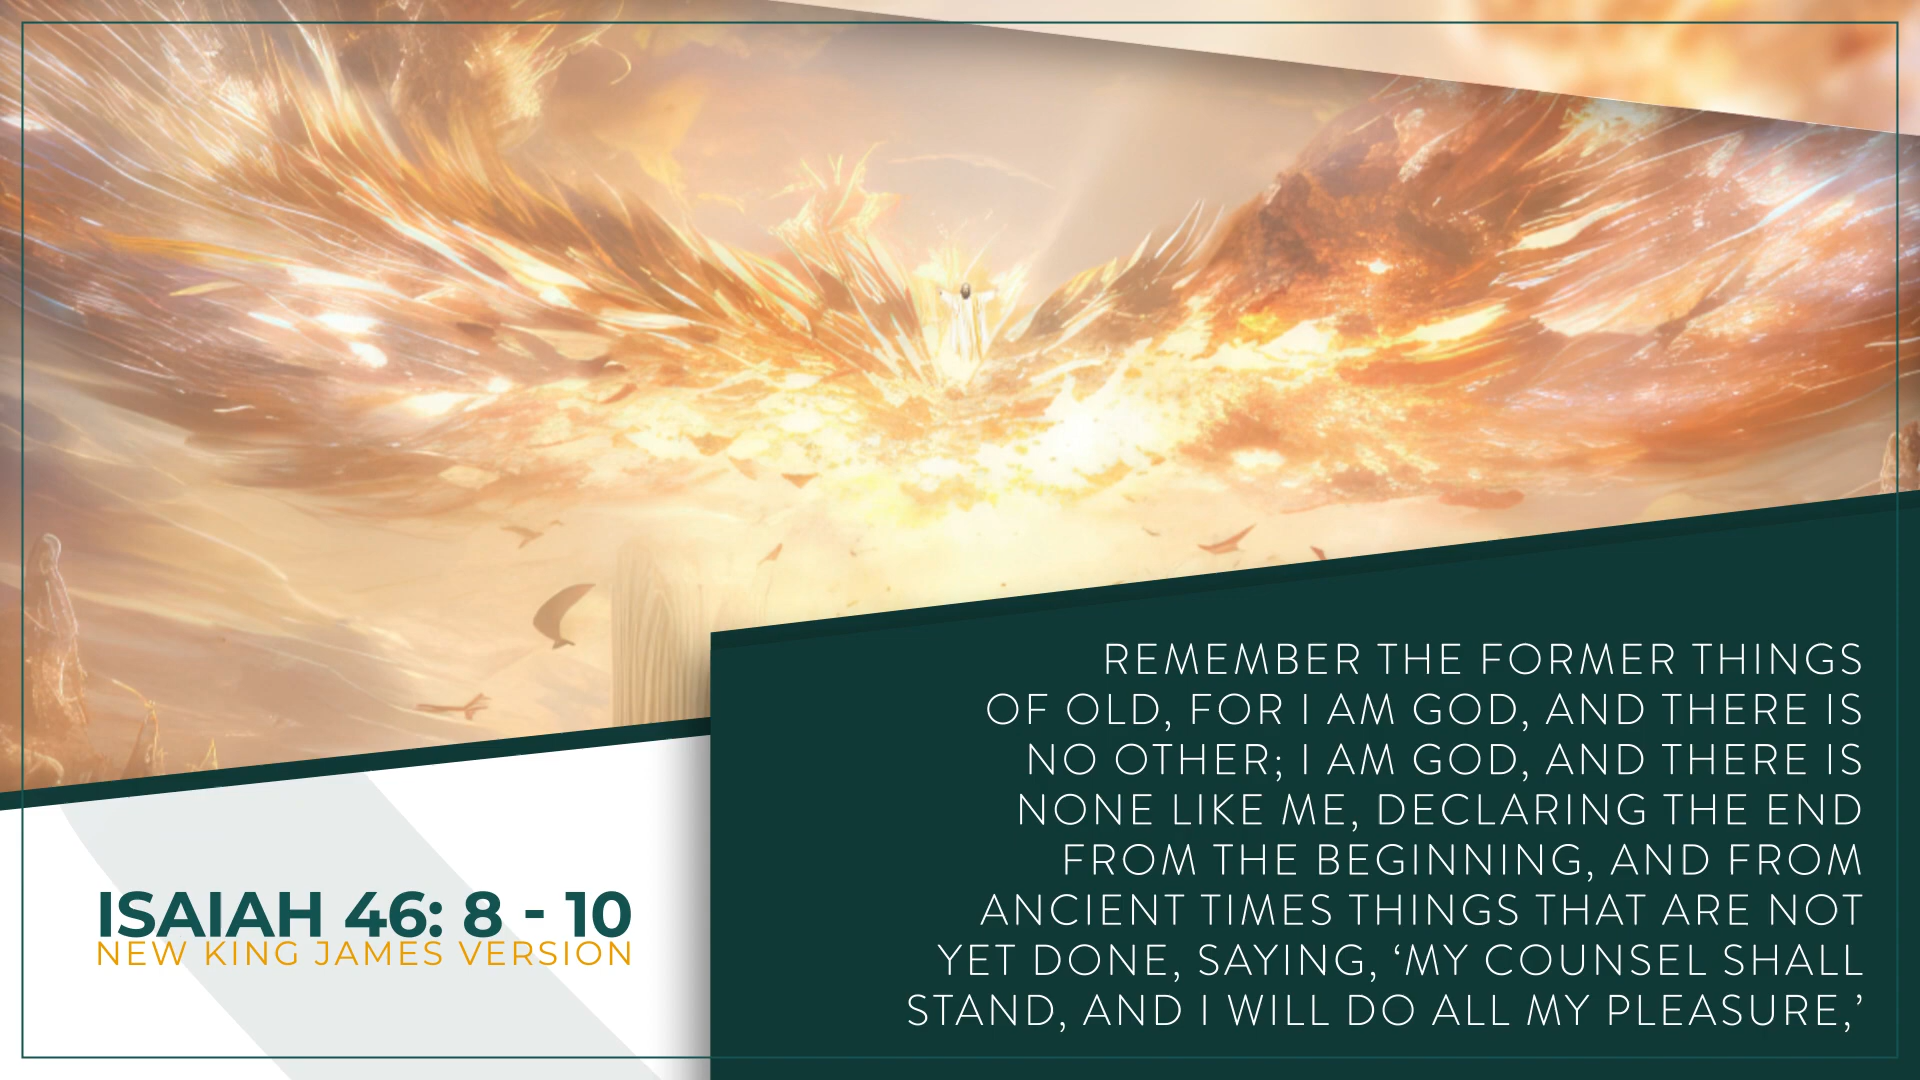 REMEMBER THE FORMER THINGS
OF OLD, FOR I AM GOD, AND THERE IS
NO OTHER; I AM GOD, AND THERE IS
NONE LIKE ME, DECLARING THE END
FROM THE BEGINNING, AND FROM
ANCIENT TIMES THINGS THAT ARE NOT
YET DONE, SAYING, ‘MY COUNSEL SHALL
STAND, AND I WILL DO ALL MY PLEASURE,’
ISAIAH 46: 8 - 10
NEW KING JAMES VERSION